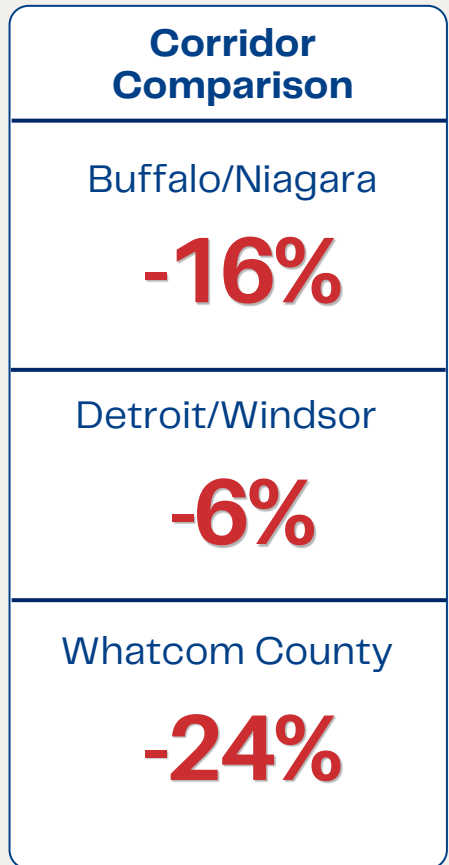 Corridor
Comparison
Buffalo/Niagara
-16%
Detroit/Windsor
-6%
Whatcom County
-24%